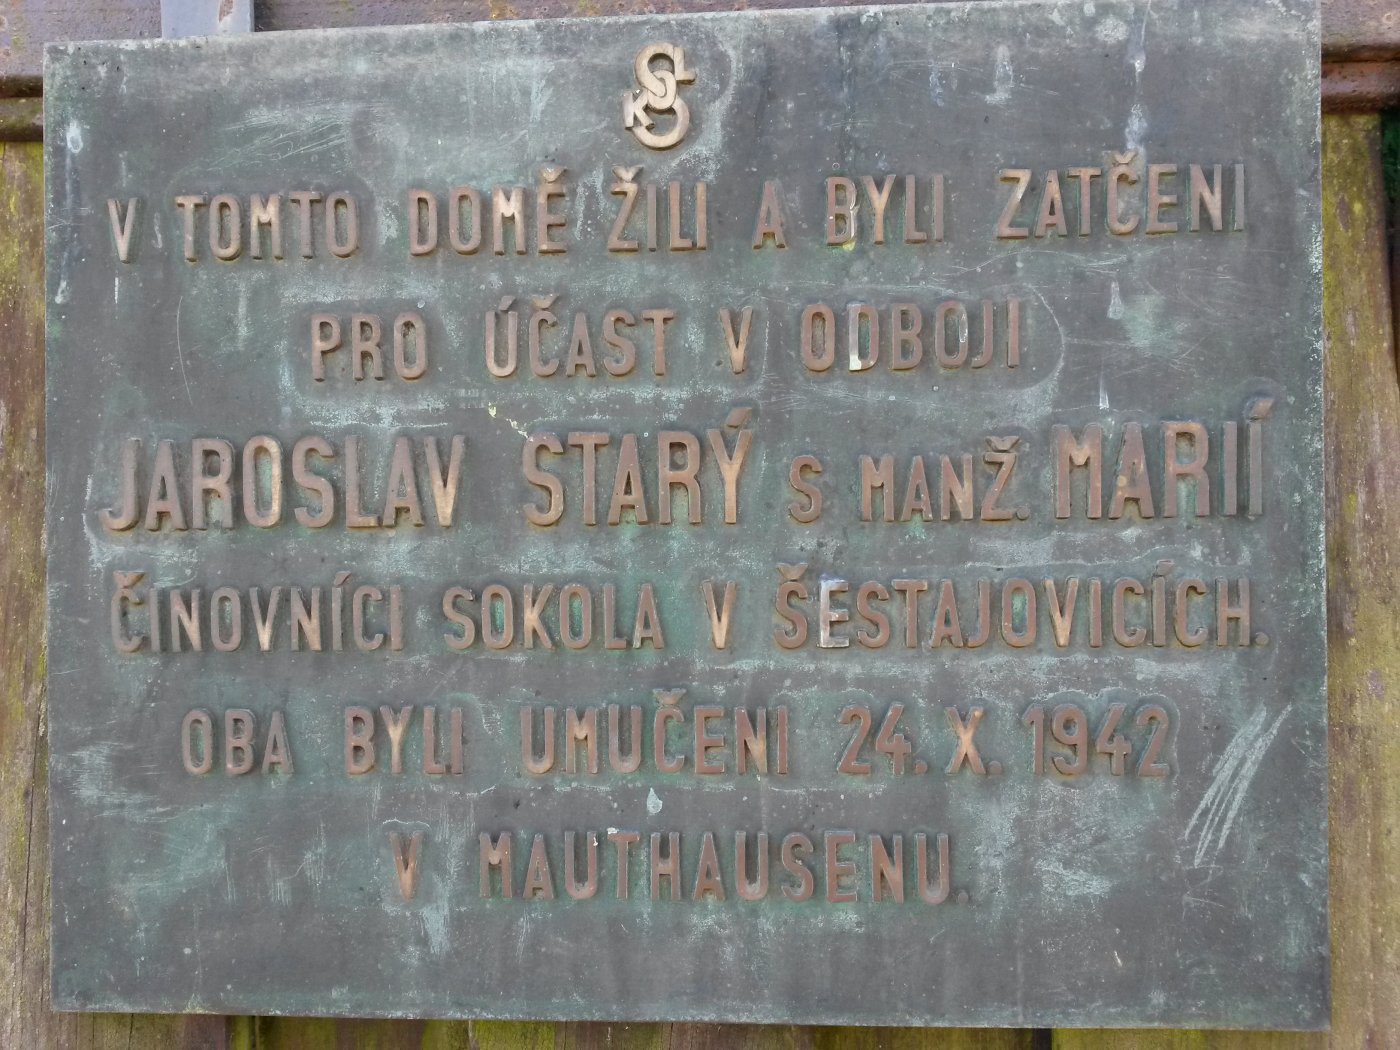 SOKOL
V TOMTO DOMĚ ŽILI A BYLI ZATČENI
PRO ÚČAST V ODBOJI
JAROSLAV STARÝ S MANŽ. MARIÍ
ČINOVNÍCI SOKOLA V ŠESTAJOVICÍCH.
OBA BYLI UMUČENI 24. X. 1942
V MAUTHAUSENU.